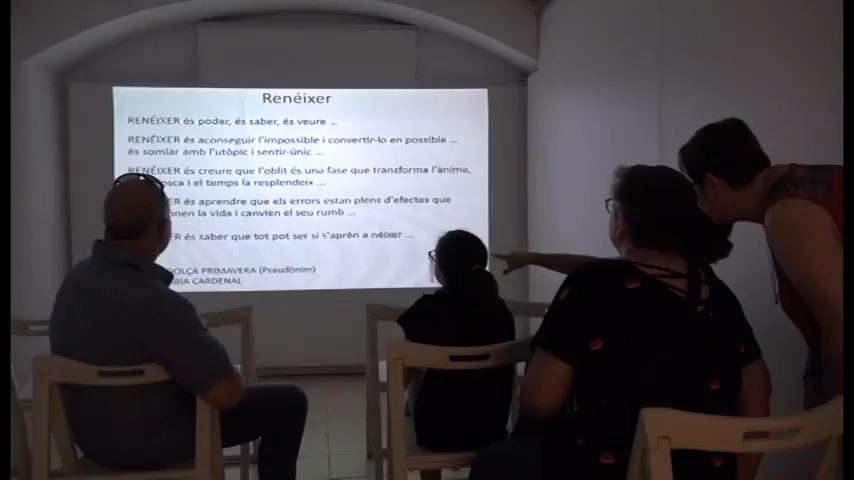 Renéixer
RENÉIXER és poder, és saber, és veure ...
RENÉIXER és aconseguir l'impossible i convertir-lo en possible ...
és somiar amb l'utòpic i sentir-únic ...
RENÉIXER és creure que l'oblit és una fase que transforma l'ànima,
i el temps la resplendeix ...
és aprendre que els errors estan plens d'efectes que
la vida i canvien el seu rumb ...
és saber que tot pot ser si s'aprèn a néixer ...
DOLÇA PRIMAVERA (Pseudònim)
CARDENAL